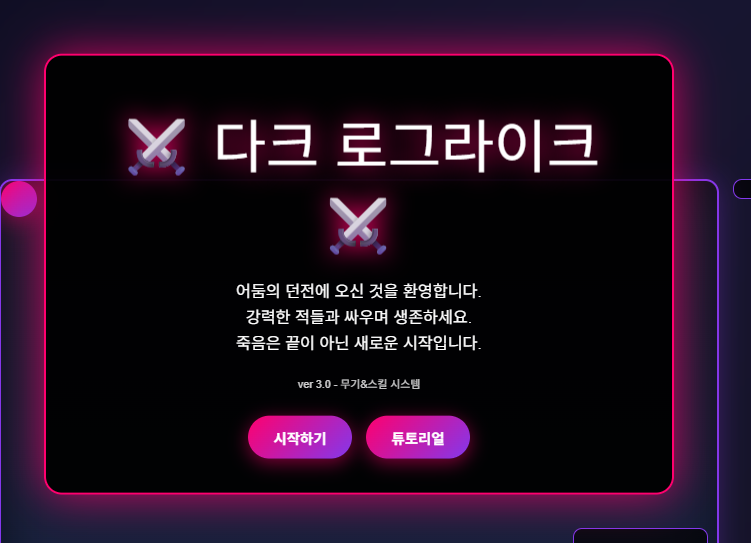 ⚔️ 다크 로그라이크
⚔️
어둠의 던전에 오신 것을 환영합니다.
강력한 적들과 싸우며 생존하세요.
죽음은 끝이 아닌 새로운 시작입니다.
ver 3.0 - 무기&스킬 시스템
시작하기 튜토리얼